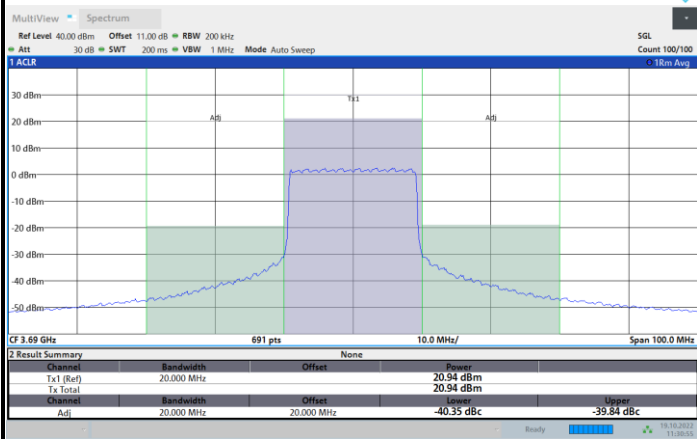 MultiView Spectrum
Ref Level 40.00 dBm Offset 11.00 dB RBW 200 kHz SGL
Att 30 dB SWT 200 ms VBW 1 MHz Mode Auto Sweep Count 100/100
1 ACLR 1Rm Avg
30 dBm
Tx1
20 dBm
Adj
Adj
10 dBm
0 dBm
-10 dBm
-20 dBm
-30 dBm
-40 dBm
-50 dBm
CF 3.69 GHz 691 pts 10.0 MHz/ Span 100.0 MHz
2 Result Summary None
Channel Bandwidth Offset Power
Tx1 (Ref) 20.000 MHz 20.94 dBm
Tx Total 20.94 dBm
Channel Bandwidth Offset Lower Upper
Adj 20.000 MHz 20.000 MHz -40.35 dBc -39.84 dBc
Ready 19.10.2022
11:30:55